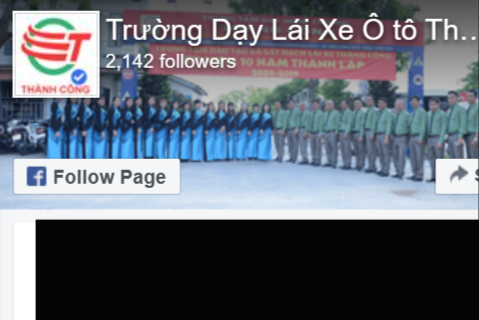 Trường Dạy Lái Xe Ô tô Th...
2,142 followers
10 NĂM THÀNH LẬP
2009-2019
THÀNH CÔNG
Follow Page